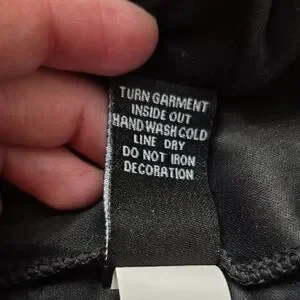 TURN GARMENT
INSIDE OUT
HAND WASH COLD
LINE DRY
DO NOT IRON
DECORATION